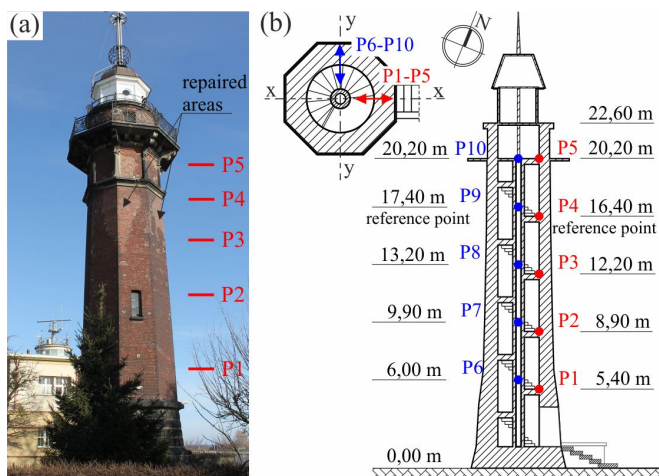 (a)
repaired
areas
P5
P4
P3
P2
P1
(b)
y
P6-P10
P1-P5
x x
y
N
22,60 m
20,20 m P10 P5 20,20 m
17,40 m P9 P4 16,40 m
reference point reference point
13,20 m P8 P3 12,20 m
9,90 m P7 P2 8,90 m
6,00 m P6 P1 5,40 m
0,00 m